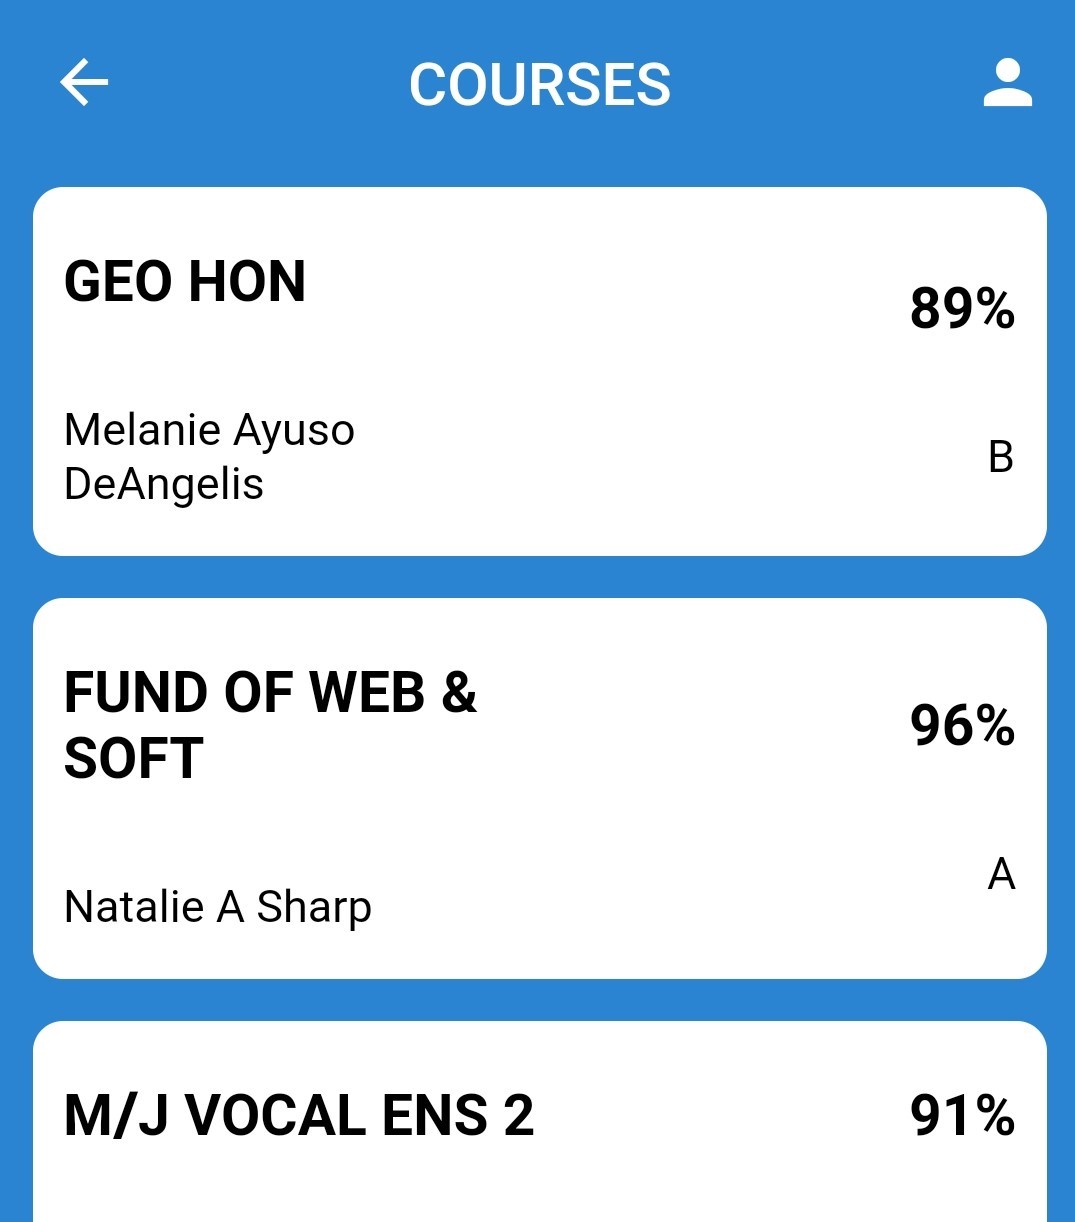 COURSES
GEO HON
89%
Melanie Ayuso
DeAngelis
B
FUND OF WEB &
SOFT
96%
Natalie A Sharp
A
M/J VOCAL ENS 2
91%